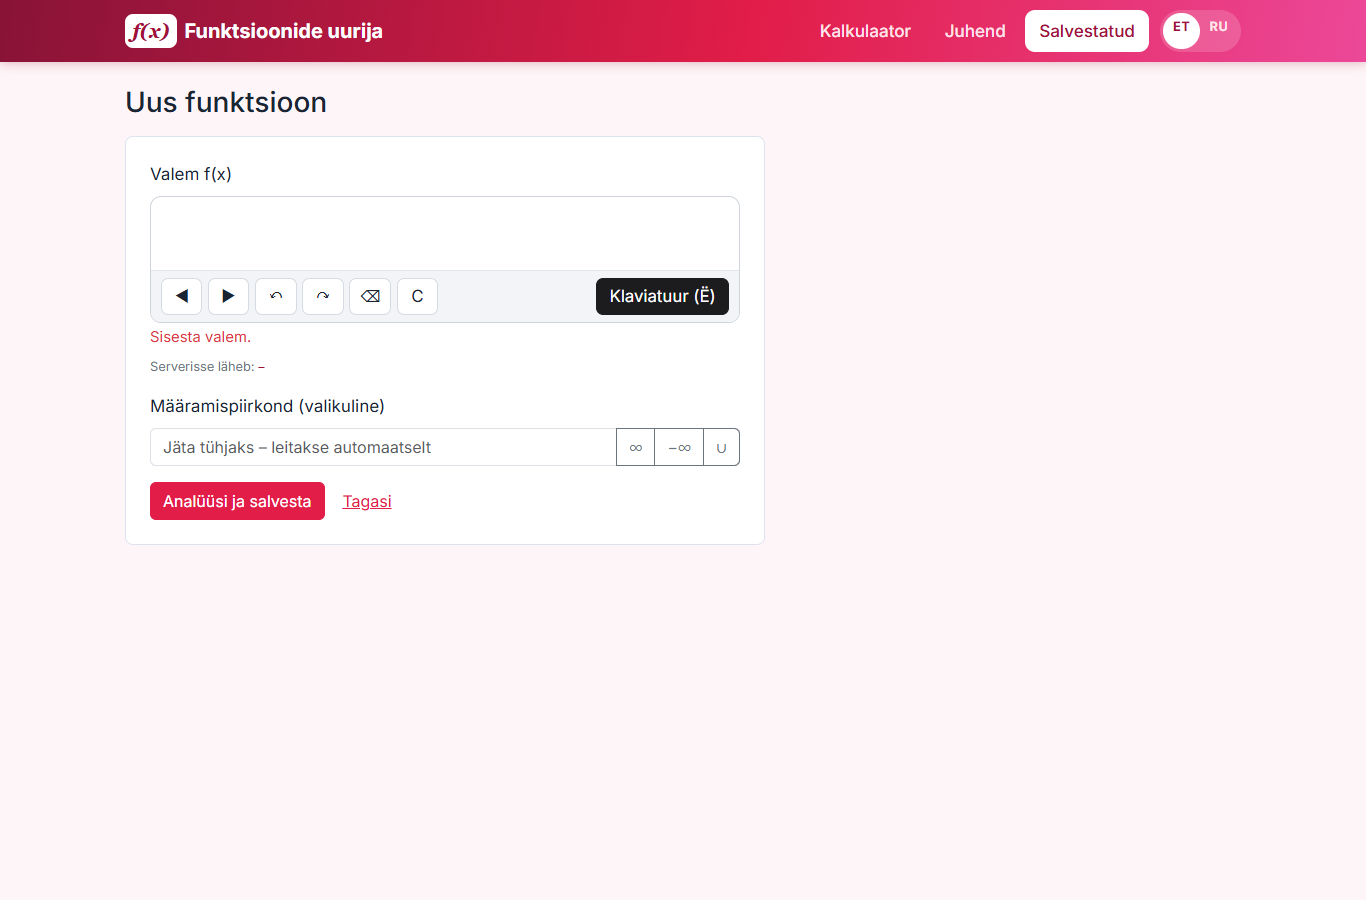 f(x) Funktsioonide uurija Kalkulaator Juhend Salvestatud ET RU
Uus funktsioon
Valem f(x)
◀ ▶ ↶ ↷ ⌫ C Klaviatuur (Ë)
Sisesta valem.
Serverisse läheb: –
Määramispiirkond (valikuline)
Jäta tühjaks – leitakse automaatselt ∞ −∞ ∪
Analüüsi ja salvesta Tagasi